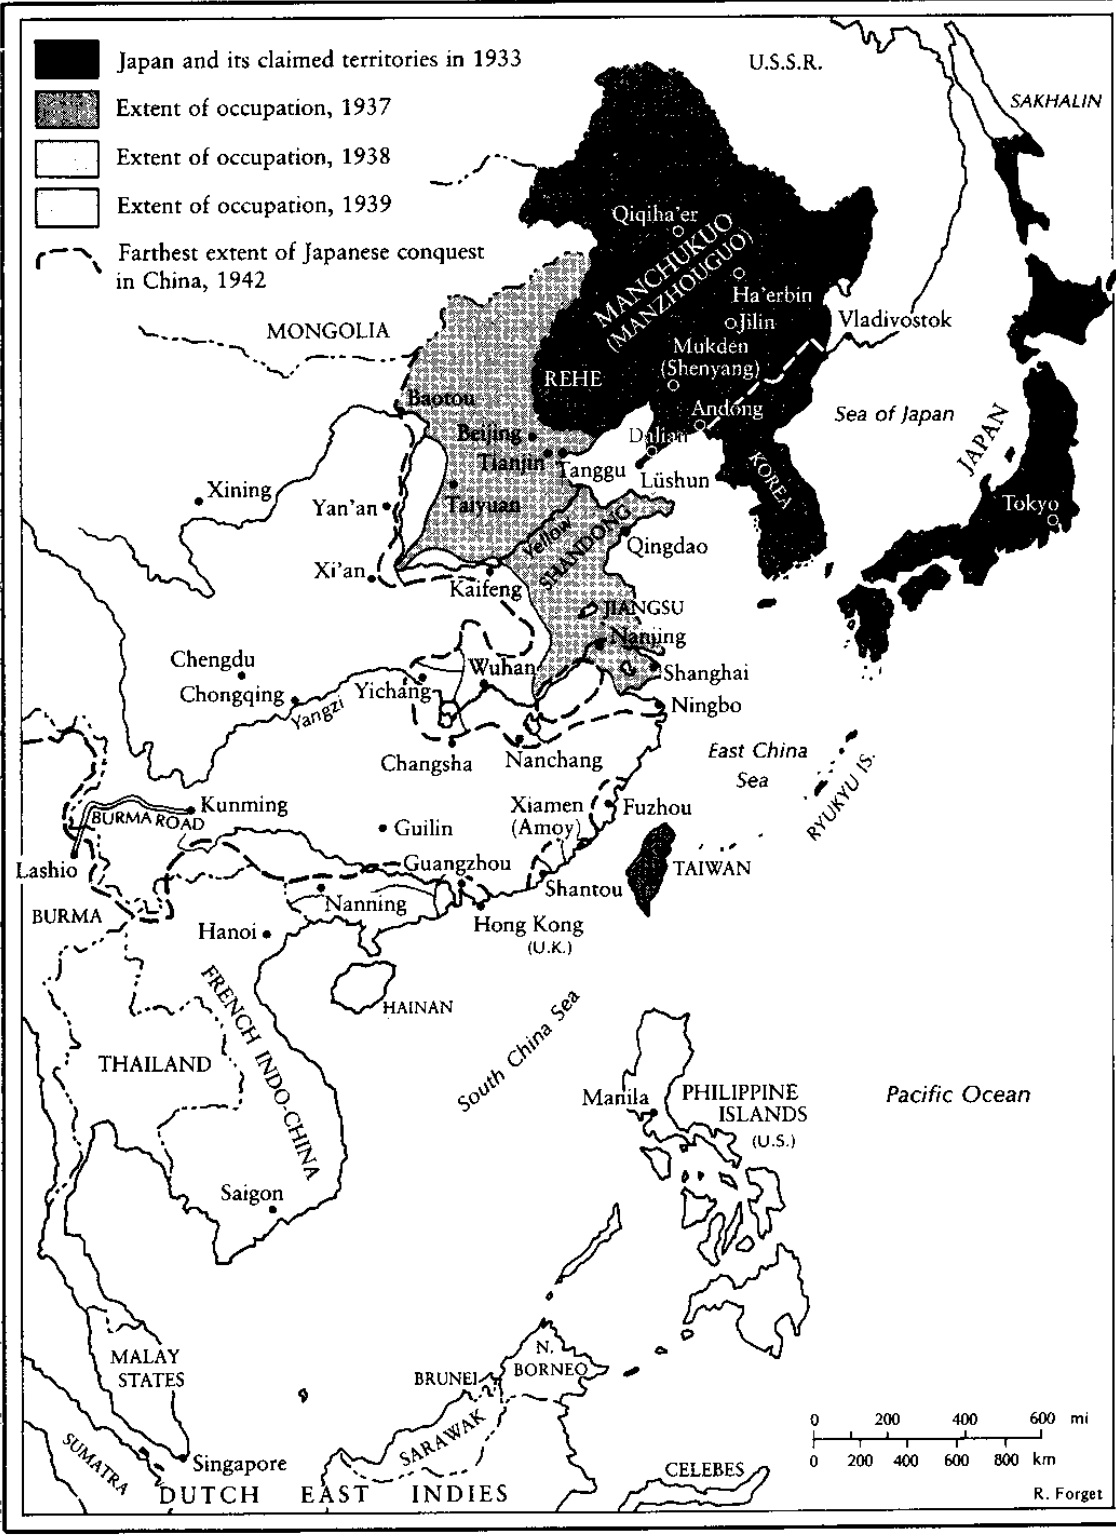 Japan and its claimed territories in 1933
Extent of occupation, 1937
Extent of occupation, 1938
Extent of occupation, 1939
Farthest extent of Japanese conquest
in China, 1942
U.S.S.R.
SAKHALIN
Qiqiha'er
MANCHUKUO
(MANZHOUGUO)
Ha'erbin
Jilin
Vladivostok
MONGOLIA
Mukden
(Shenyang)
REHE
Baotou
Andong
Sea of Japan
JAPAN
Beijing
Dalian
Tianjin
Tanggu
Lüshun
KOREA
Xining
Yan'an
Taiyuan
Tokyo
Yellow
SHANDONG
Qingdao
Xi'an
Kaifeng
JIANGSU
Nanjing
Chengdu
Wuhan
Shanghai
Chongqing
Yichang
Yangzi
Ningbo
Changsha
Nanchang
East China
Sea
RYUKYU IS.
Kunming
BURMA ROAD
Xiamen
(Amoy)
Fuzhou
Guilin
Lashio
Guangzhou
TAIWAN
Shantou
Nanning
BURMA
Hanoi
Hong Kong
(U.K.)
FRENCH INDO-CHINA
HAINAN
South China Sea
THAILAND
Manila
PHILIPPINE
ISLANDS
(U.S.)
Pacific Ocean
Saigon
MALAY
STATES
N.
BORNEO
BRUNEI
SARAWAK
SUMATRA
Singapore
CELEBES
DUTCH EAST INDIES
0 200 400 600 mi
0 200 400 600 800 km
R. Forget